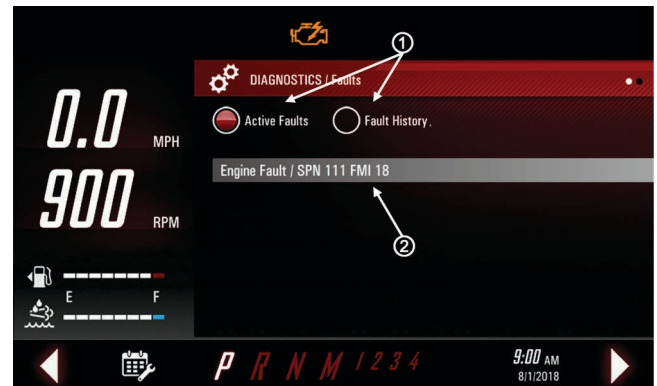 1
DIAGNOSTICS / Faults
0.0 MPH
Active Faults
Fault History.
Engine Fault / SPN 111 FMI 18
900 RPM
2
E F
P R N M 1 2 3 4
9:00 AM
8/1/2018